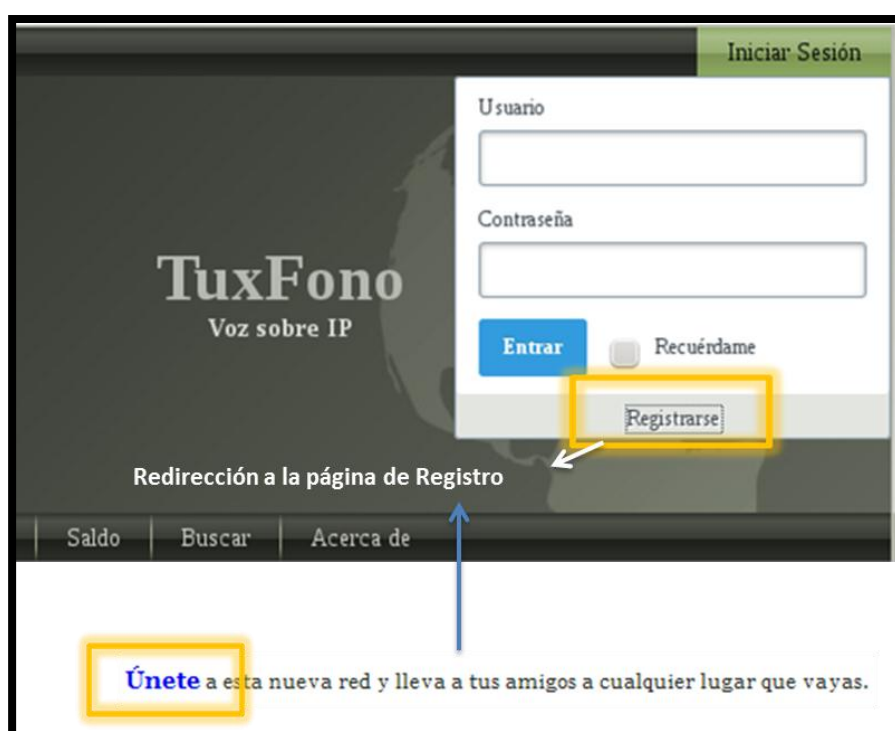 Iniciar Sesión
Usuario
Contraseña
TuxFono
Voz sobre IP
Entrar
Recuérdame
Registrarse
Redirección a la página de Registro
Saldo
Buscar
Acerca de
Únete a esta nueva red y lleva a tus amigos a cualquier lugar que vayas.